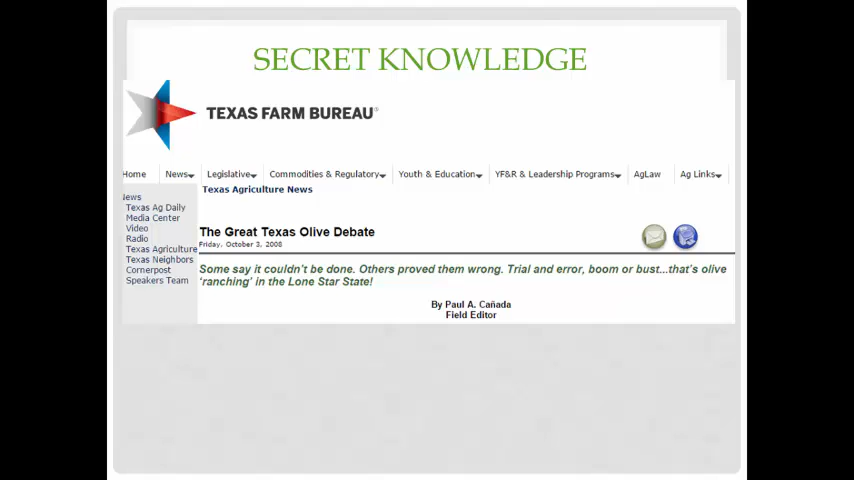 SECRET KNOWLEDGE
TEXAS FARM BUREAU®
Home News Legislative Commodities & Regulatory Youth & Education YF&R & Leadership Programs AgLaw Ag Links
News
Texas Ag Daily
Media Center
Video
Radio
Texas Agriculture
Texas Neighbors
Cornerpost
Speakers Team
Texas Agriculture News
The Great Texas Olive Debate
Friday, October 3, 2008
Some say it couldn't be done. Others proved them wrong. Trial and error, boom or bust...that's olive
'ranching' in the Lone Star State!
By Paul A. Cañada
Field Editor